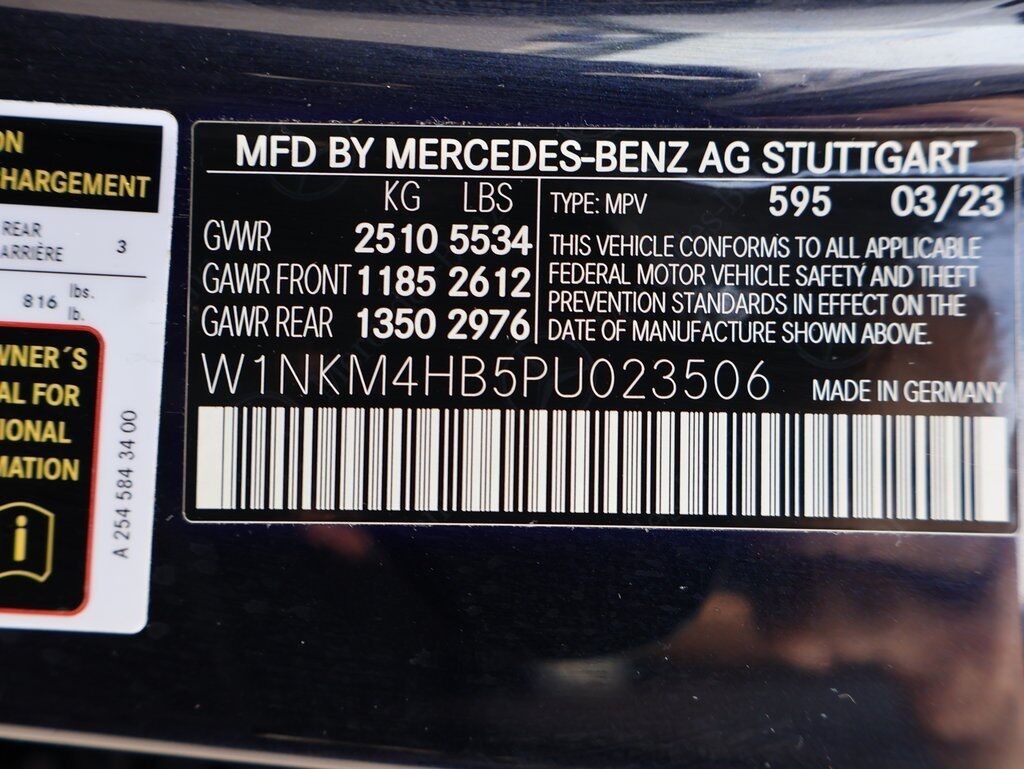 ON
HARGEMENT
REAR
ARRIÈRE 3
816 lbs.
lb.
WNER´S
AL FOR
IONAL
MATION
i
A 254 584 34 00
MFD BY MERCEDES-BENZ AG STUTTGART
KG LBS
GVWR 2510 5534
GAWR FRONT 1185 2612
GAWR REAR 1350 2976
TYPE: MPV 595 03/23
THIS VEHICLE CONFORMS TO ALL APPLICABLE
FEDERAL MOTOR VEHICLE SAFETY AND THEFT
PREVENTION STANDARDS IN EFFECT ON THE
DATE OF MANUFACTURE SHOWN ABOVE.
W1NKM4HB5PU023506 MADE IN GERMANY